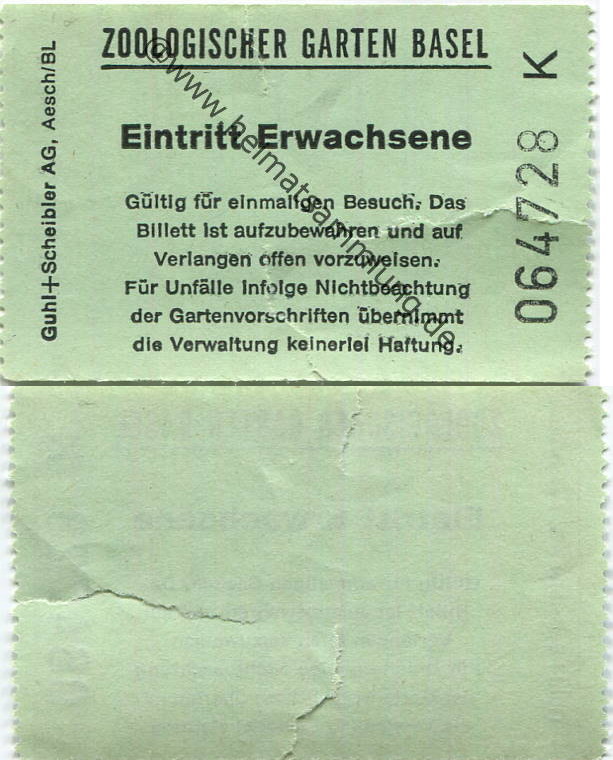 ZOOLOGISCHER GARTEN BASEL
Eintritt Erwachsene
Gültig für einmaligen Besuch. Das
Billett ist aufzubewahren und auf
Verlangen offen vorzuweisen.
Für Unfälle infolge Nichtbeachtung
der Gartenvorschriften übernimmt
die Verwaltung keinerlei Haftung.
Guhl+Scheibler AG, Aesch/BL
064728 K
@www.heimatsammlung.de